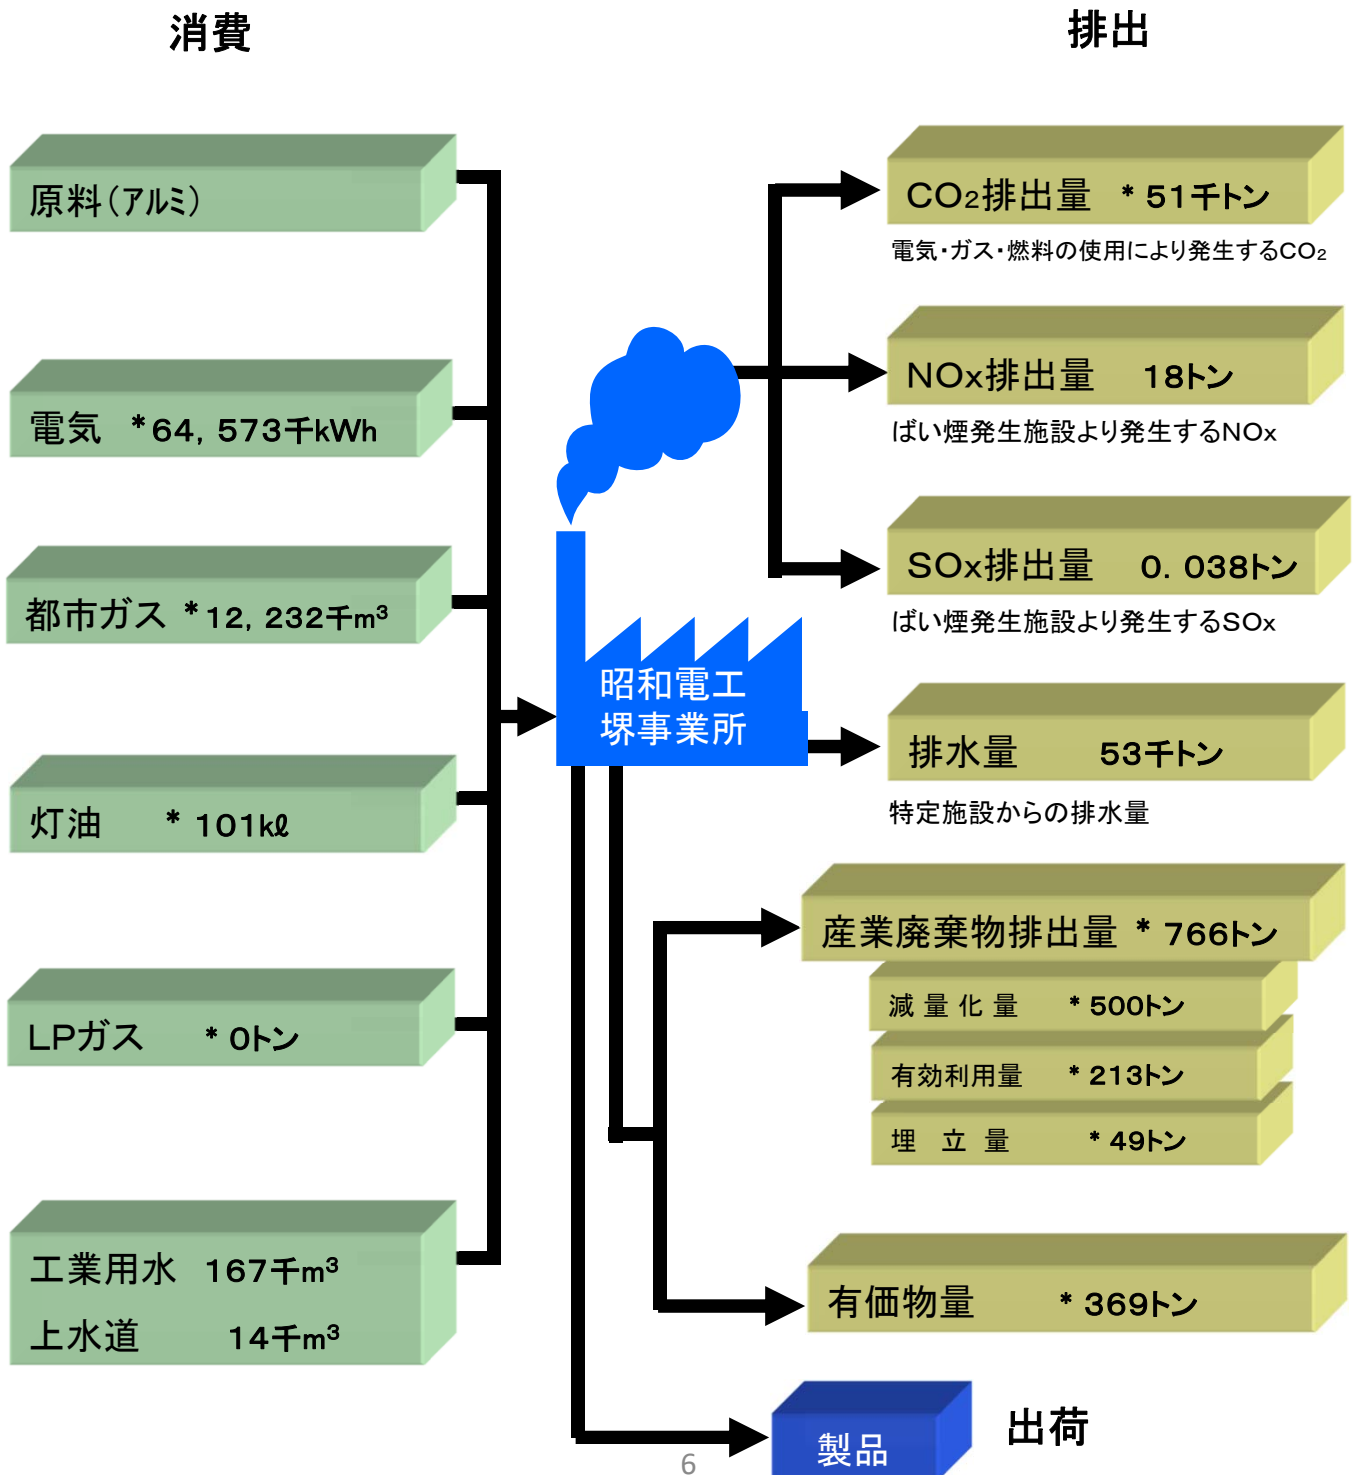 消費
排出
原料(アルミ)
電気 *64,573千kWh
都市ガス *12,232千m³
灯油 *101kℓ
LPガス *0トン
工業用水 167千m³
上水道 14千m³
昭和電工
堺事業所
CO₂排出量 *51千トン
電気・ガス・燃料の使用により発生するCO₂
NOx排出量 18トン
ばい煙発生施設より発生するNOx
SOx排出量 0.038トン
ばい煙発生施設より発生するSOx
排水量 53千トン
特定施設からの排水量
産業廃棄物排出量 *766トン
減量化量 *500トン
有効利用量 *213トン
埋立量 *49トン
有価物量 *369トン
製品
出荷
6